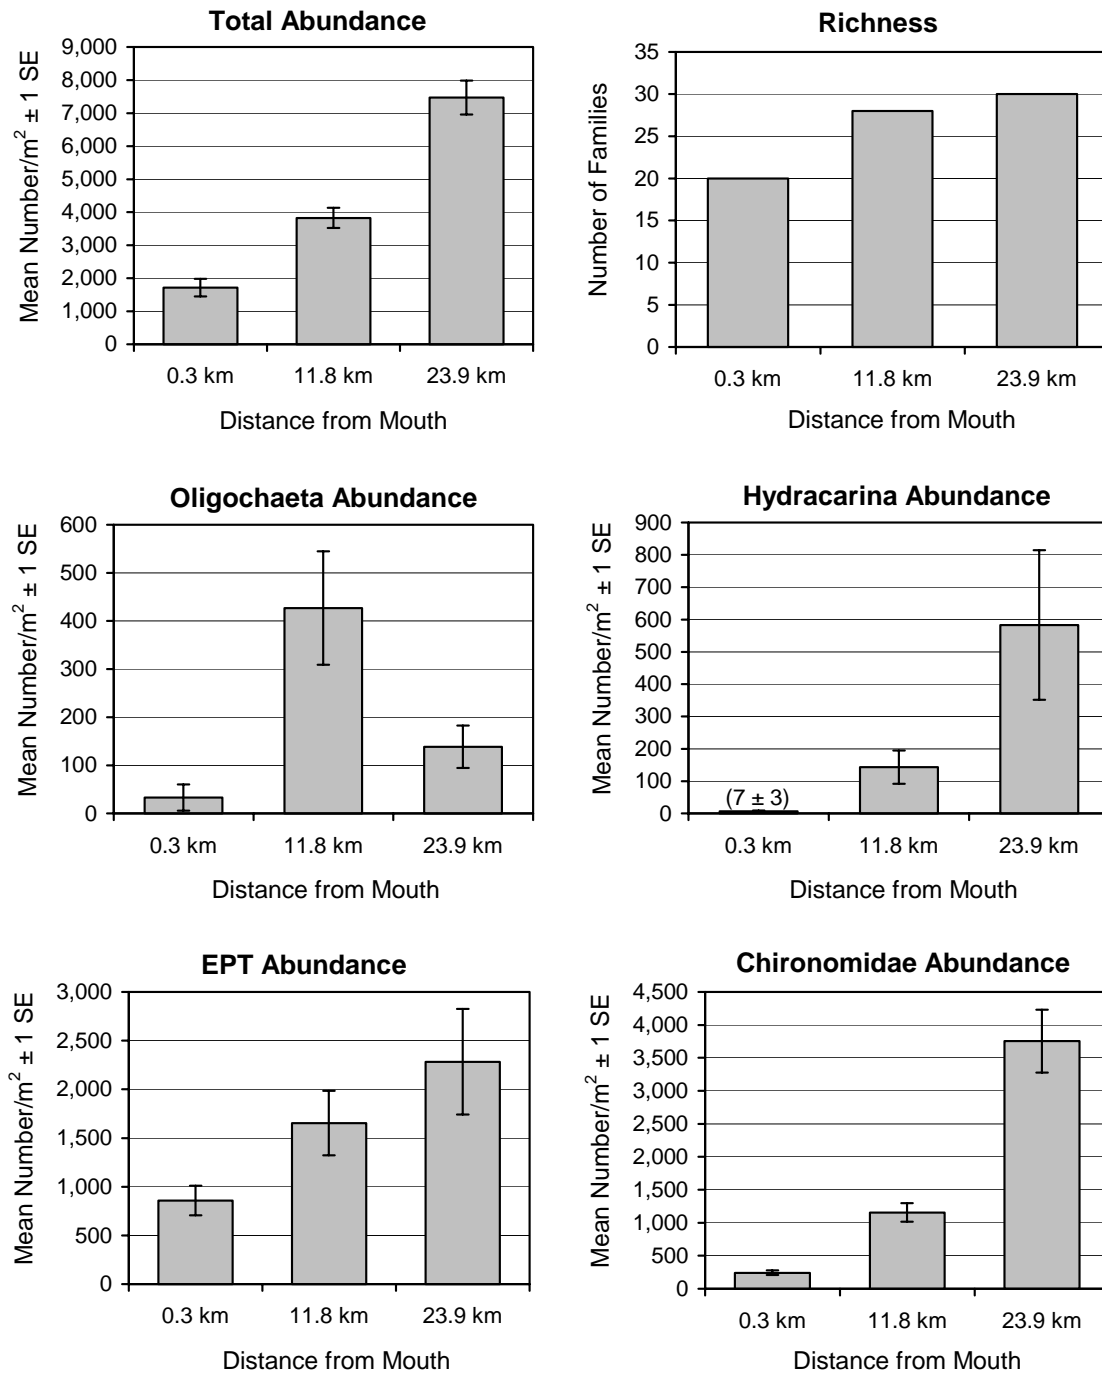 Total Abundance
Mean Number/m² ± 1 SE
9,000
8,000
7,000
6,000
5,000
4,000
3,000
2,000
1,000
0
0.3 km 11.8 km 23.9 km
Distance from Mouth
Richness
Number of Families
35
30
25
20
15
10
5
0
0.3 km 11.8 km 23.9 km
Distance from Mouth
Oligochaeta Abundance
Mean Number/m² ± 1 SE
600
500
400
300
200
100
0
0.3 km 11.8 km 23.9 km
Distance from Mouth
Hydracarina Abundance
Mean Number/m² ± 1 SE
900
800
700
600
500
400
300
200
100
0
(7 ± 3)
0.3 km 11.8 km 23.9 km
Distance from Mouth
EPT Abundance
Mean Number/m² ± 1 SE
3,000
2,500
2,000
1,500
1,000
500
0
0.3 km 11.8 km 23.9 km
Distance from Mouth
Chironomidae Abundance
Mean Number/m² ± 1 SE
4,500
4,000
3,500
3,000
2,500
2,000
1,500
1,000
500
0
0.3 km 11.8 km 23.9 km
Distance from Mouth